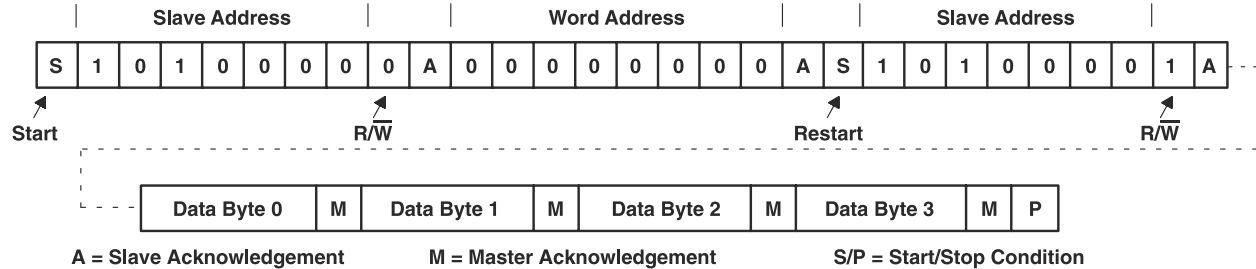 Slave Address Word Address Slave Address
S 1 0 1 0 0 0 0 0 A 0 0 0 0 0 0 0 0 A S 1 0 1 0 0 0 0 1 A
Start R/W̅ Restart R/W̅
Data Byte 0 M Data Byte 1 M Data Byte 2 M Data Byte 3 M P
A = Slave Acknowledgement M = Master Acknowledgement S/P = Start/Stop Condition